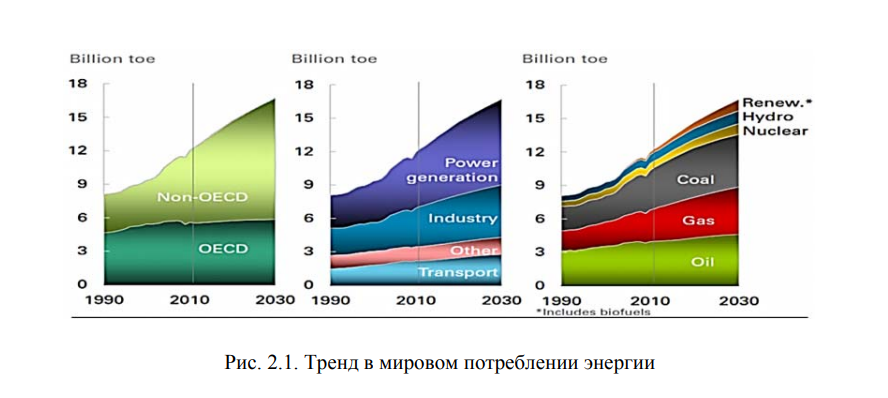 Billion toe
18
15
12
9
6
3
0
Non-OECD
OECD
1990 2010 2030
Billion toe
18
15
12
9
6
3
0
Power
generation
Industry
Other
Transport
1990 2010 2030
Billion toe
18
15
12
9
6
3
0
Renew.*
Hydro
Nuclear
Coal
Gas
Oil
1990 2010 2030
*Includes biofuels
Рис. 2.1. Тренд в мировом потреблении энергии